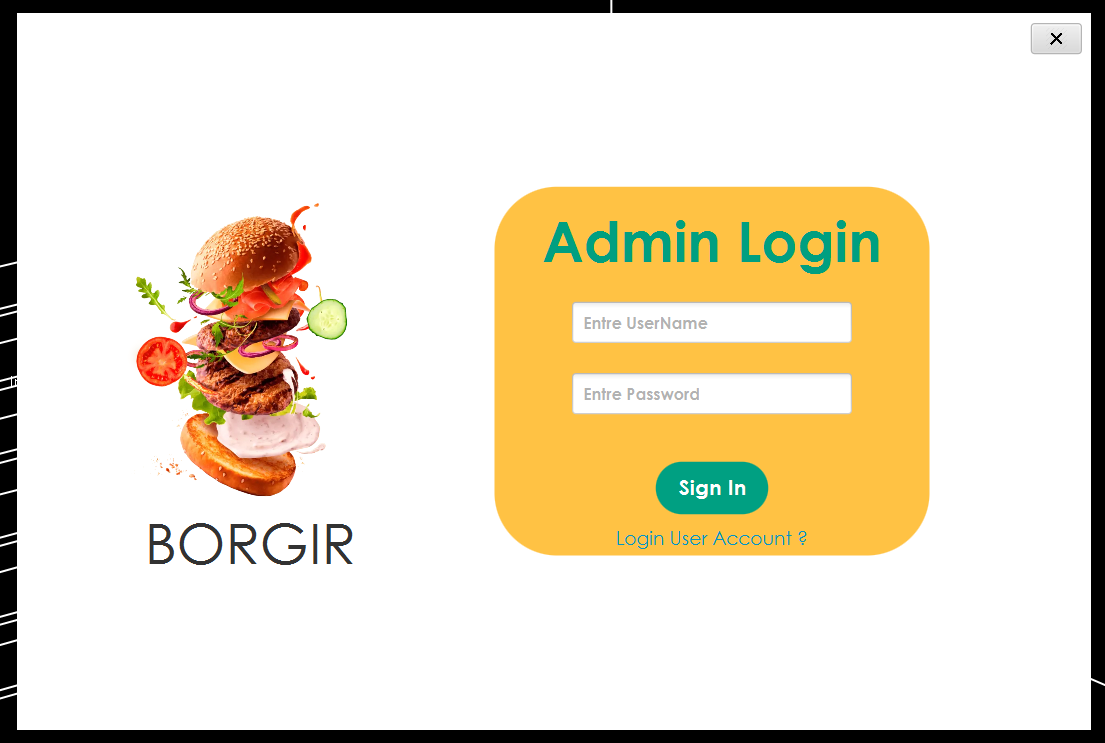 Admin Login
Entre UserName
Entre Password
Sign In
Login User Account ?
BORGIR